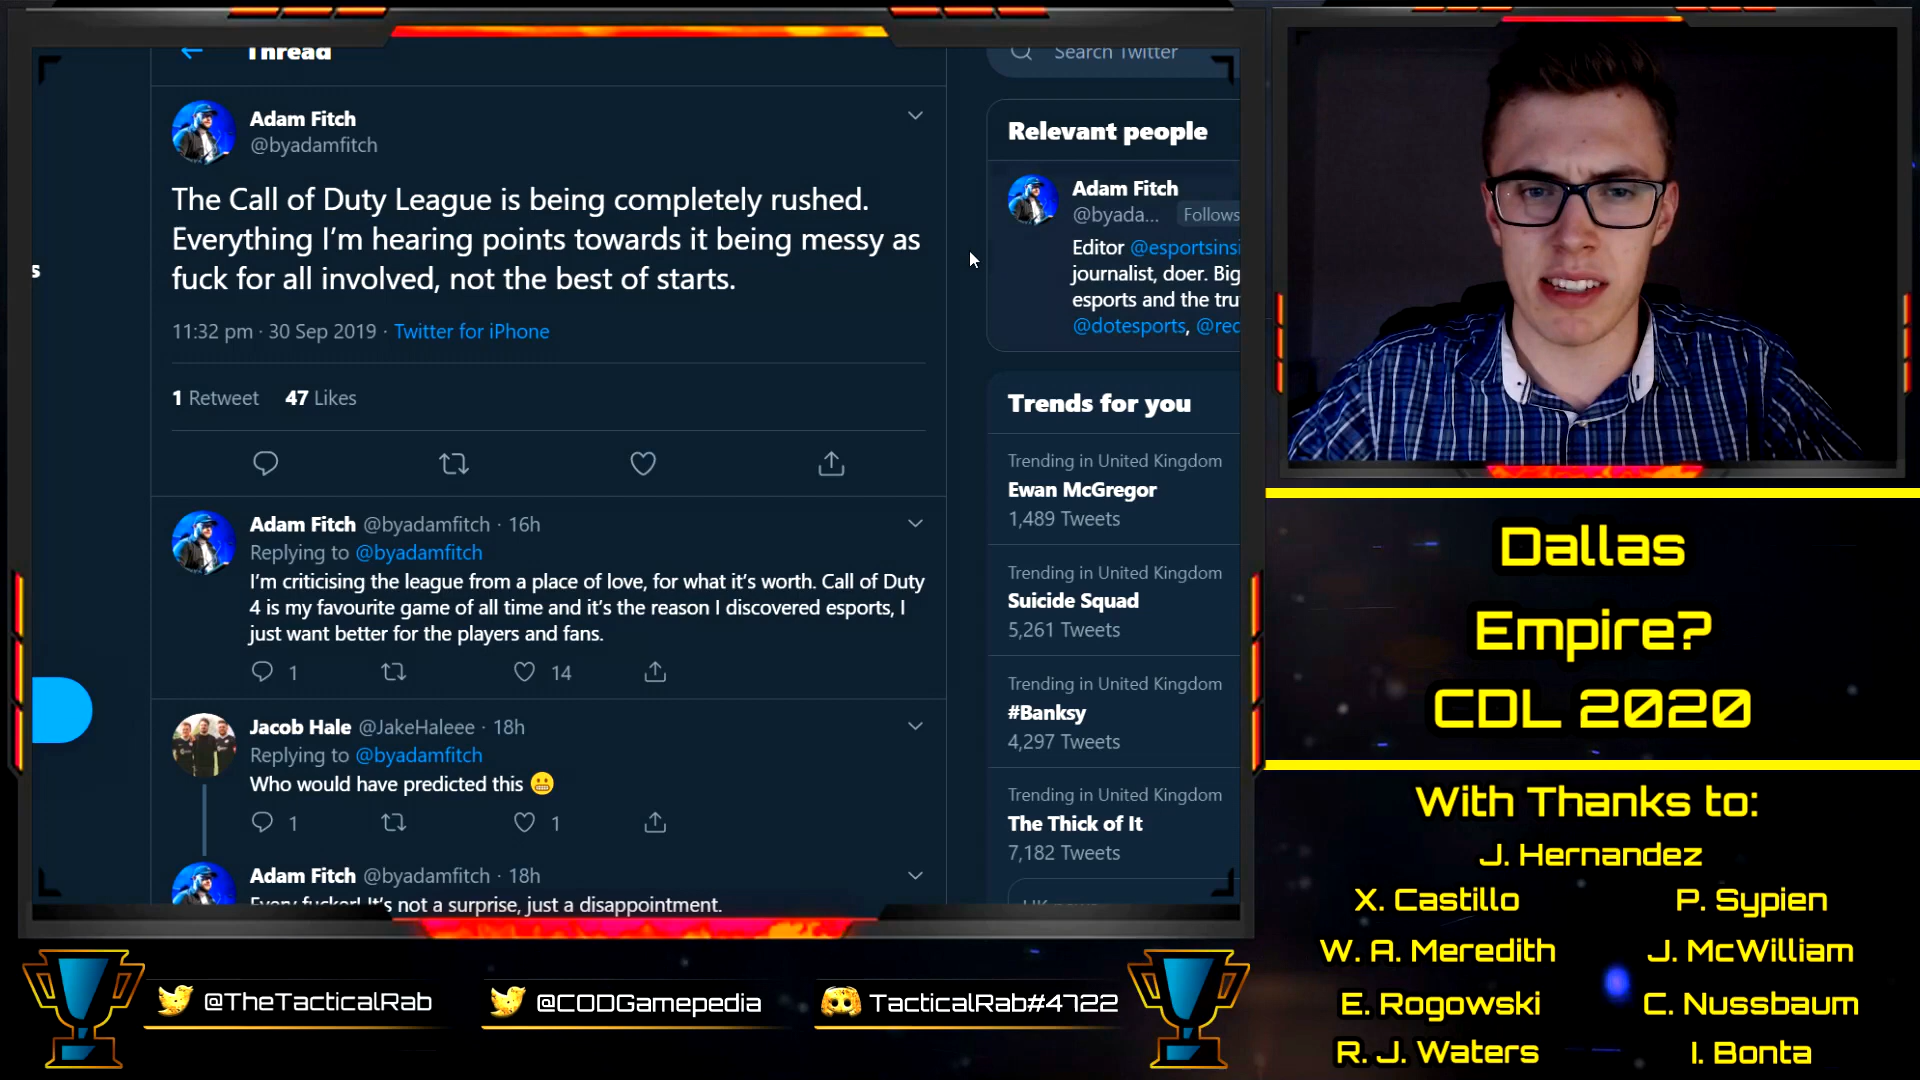 Thread
Search Twitter
Adam Fitch
@byadamfitch
The Call of Duty League is being completely rushed.
Everything I'm hearing points towards it being messy as
fuck for all involved, not the best of starts.
11:32 pm · 30 Sep 2019 · Twitter for iPhone
1 Retweet 47 Likes
Adam Fitch @byadamfitch · 16h
Replying to @byadamfitch
I'm criticising the league from a place of love, for what it's worth. Call of Duty
4 is my favourite game of all time and it's the reason I discovered esports, I
just want better for the players and fans.
1 14
Jacob Hale @JakeHaleee · 18h
Replying to @byadamfitch
Who would have predicted this 😬
1 1
Adam Fitch @byadamfitch · 18h
Every fucker! It's not a surprise, just a disappointment.
s
Relevant people
Adam Fitch
@byada... Follows
Editor @esportsinsi
journalist, doer. Big
esports and the tru
@dotesports, @rec
Trends for you
Trending in United Kingdom
Ewan McGregor
1,489 Tweets
Trending in United Kingdom
Suicide Squad
5,261 Tweets
Trending in United Kingdom
#Banksy
4,297 Tweets
Trending in United Kingdom
The Thick of It
7,182 Tweets
Dallas
Empire?
CDL 2020
With Thanks to:
J. Hernandez
X. Castillo P. Sypien
W. A. Meredith J. McWilliam
E. Rogowski C. Nussbaum
R. J. Waters I. Bonta
@TheTacticalRab @CODGamepedia TacticalRab#4722